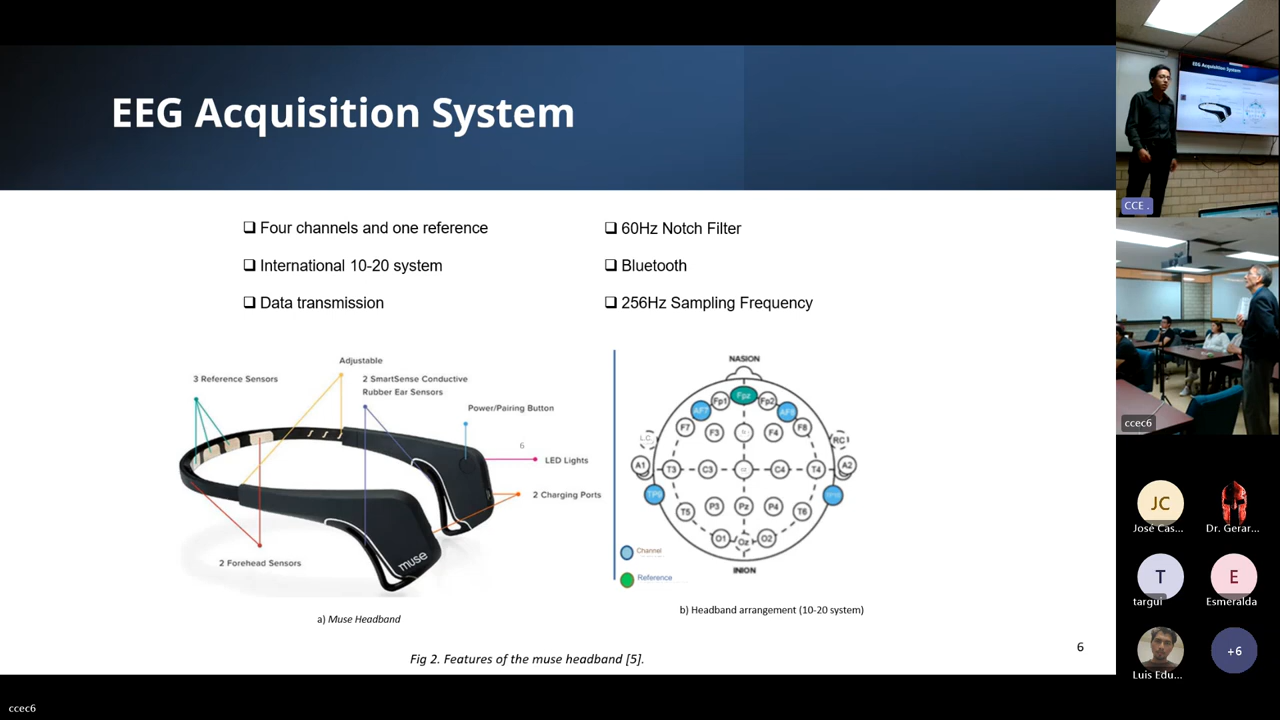 EEG Acquisition System
❑ Four channels and one reference
❑ International 10-20 system
❑ Data transmission
❑ 60Hz Notch Filter
❑ Bluetooth
❑ 256Hz Sampling Frequency
Adjustable
3 Reference Sensors
2 SmartSense Conductive
Rubber Ear Sensors
Power/Pairing Button
6
LED Lights
2 Charging Ports
2 Forehead Sensors
muse
a) Muse Headband
NASION
Fp1 Fpz Fp2
AF7 AF8
F7 F3 F4 F8
RC
A1 T3 C3 C4 T4 A2
TP9
T5 P3 Pz P4 T6
O1 Oz O2
INION
Channel
Reference
b) Headband arrangement (10-20 system)
Fig 2. Features of the muse headband [5].
6
EEG Acquisition System
CCE .
ccec6
JC
José Cas...
Dr. Gerar...
T
targui
E
Esmeralda
Luis Edu...
+6
ccec6